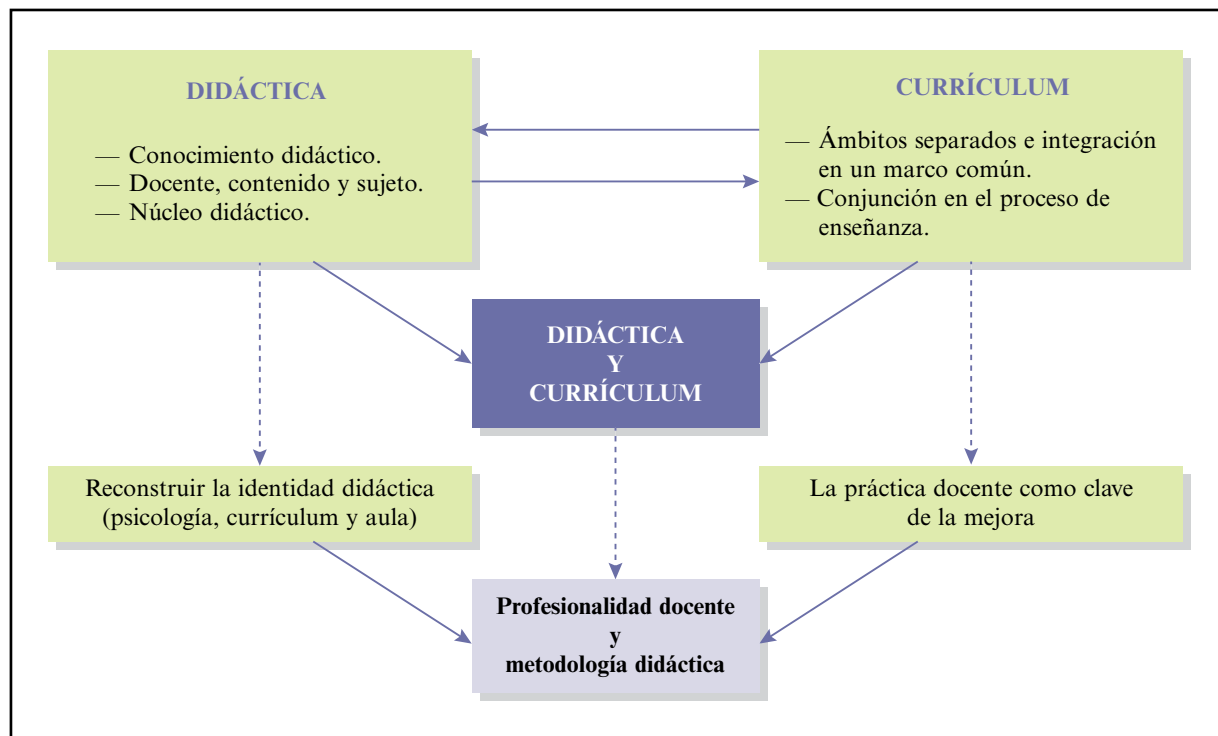 DIDÁCTICA
— Conocimiento didáctico.
— Docente, contenido y sujeto.
— Núcleo didáctico.
CURRÍCULUM
— Ámbitos separados e integración
en un marco común.
— Conjunción en el proceso de
enseñanza.
DIDÁCTICA
Y
CURRÍCULUM
Reconstruir la identidad didáctica
(psicología, currículum y aula)
La práctica docente como clave
de la mejora
Profesionalidad docente
y
metodología didáctica